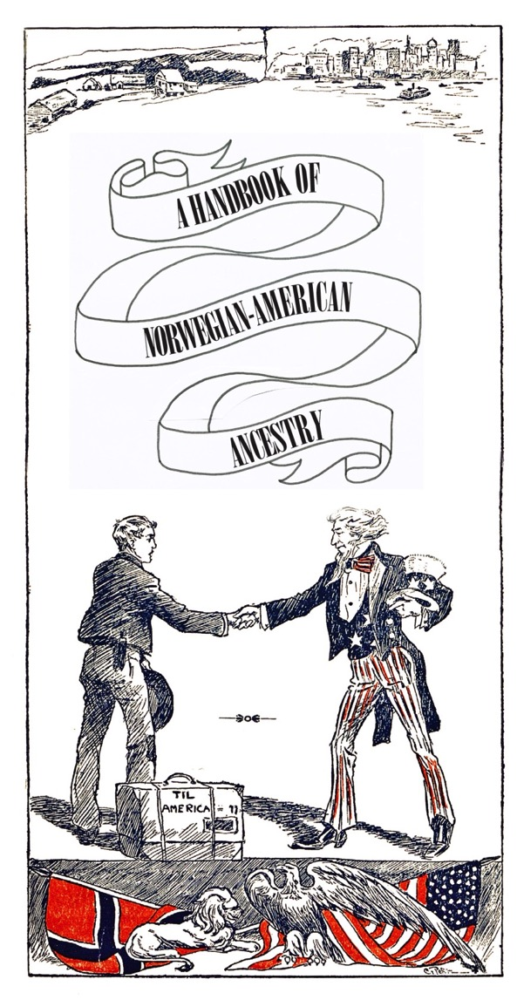 A HANDBOOK OF
NORWEGIAN-AMERICAN
ANCESTRY
TIL
AMERICA